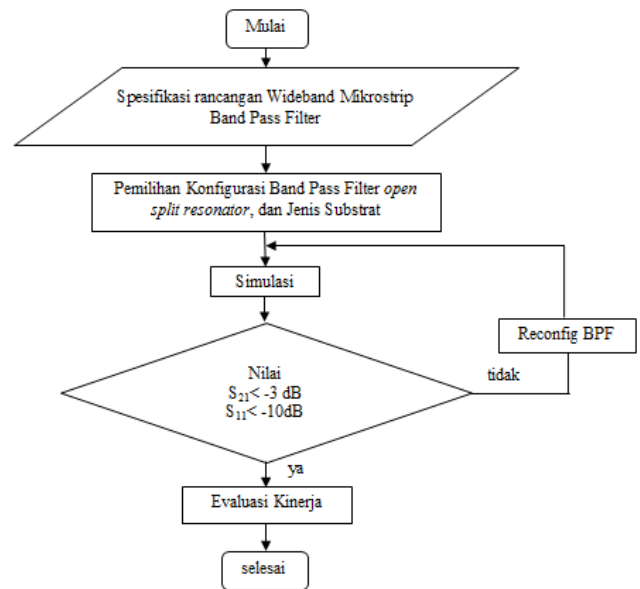 Mulai
Spesifikasi rancangan Wideband Mikrostrip
Band Pass Filter
Pemilihan Konfigurasi Band Pass Filter open
split resonator, dan Jenis Substrat
Simulasi
Reconfig BPF
Nilai
S₂₁< -3 dB
S₁₁< -10dB
tidak
ya
Evaluasi Kinerja
selesai